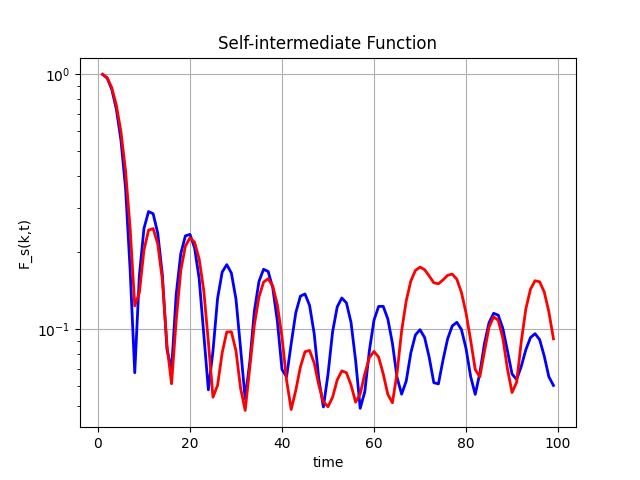 Self-intermediate Function
10⁰
10⁻¹
F_s(k,t)
0 20 40 60 80 100
time